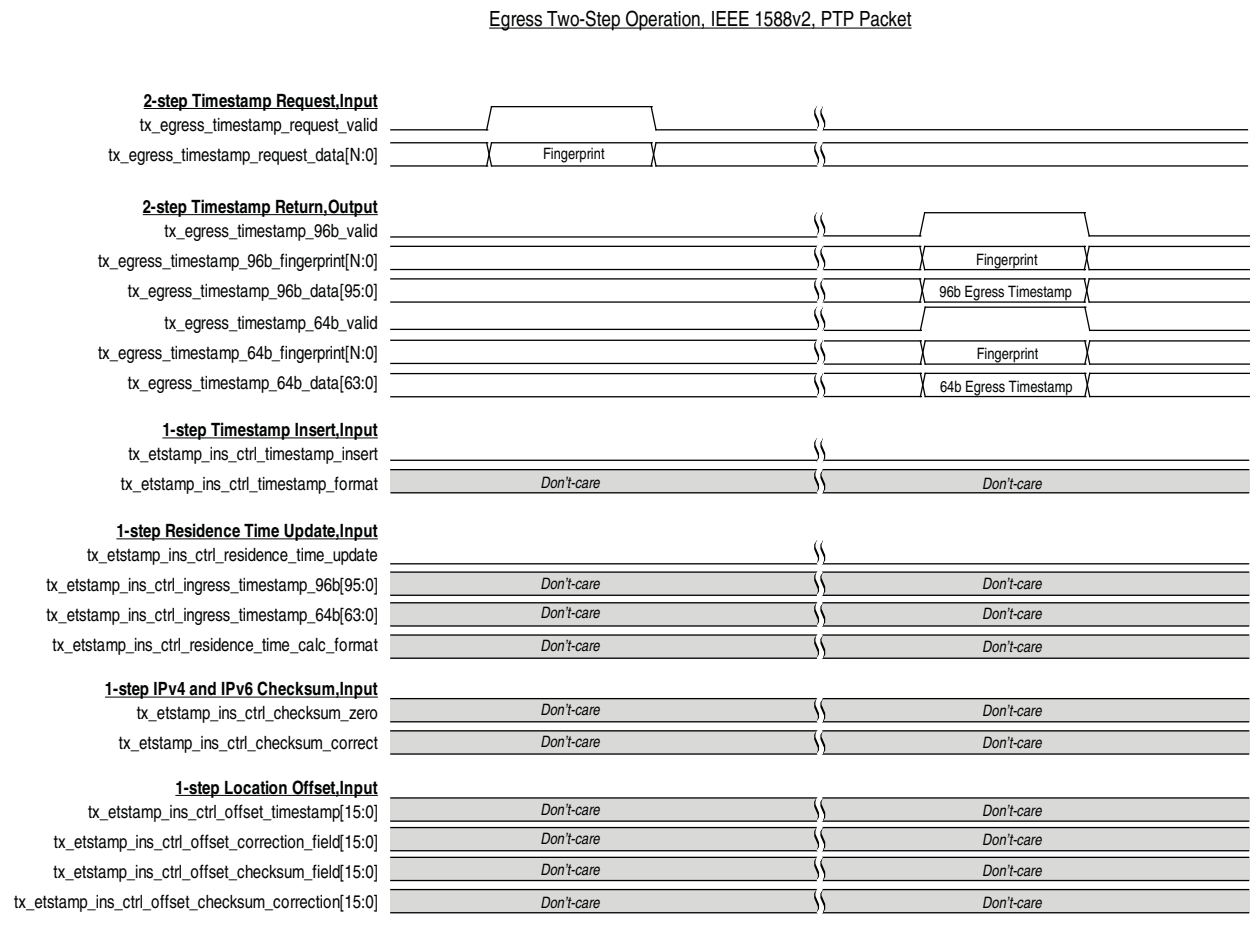 Egress Two-Step Operation, IEEE 1588v2, PTP Packet
2-step Timestamp Request,Input
tx_egress_timestamp_request_valid
tx_egress_timestamp_request_data[N:0] Fingerprint
2-step Timestamp Return,Output
tx_egress_timestamp_96b_valid
tx_egress_timestamp_96b_fingerprint[N:0] Fingerprint
tx_egress_timestamp_96b_data[95:0] 96b Egress Timestamp
tx_egress_timestamp_64b_valid
tx_egress_timestamp_64b_fingerprint[N:0] Fingerprint
tx_egress_timestamp_64b_data[63:0] 64b Egress Timestamp
1-step Timestamp Insert,Input
tx_etstamp_ins_ctrl_timestamp_insert
tx_etstamp_ins_ctrl_timestamp_format Don't-care Don't-care
1-step Residence Time Update,Input
tx_etstamp_ins_ctrl_residence_time_update
tx_etstamp_ins_ctrl_ingress_timestamp_96b[95:0] Don't-care Don't-care
tx_etstamp_ins_ctrl_ingress_timestamp_64b[63:0] Don't-care Don't-care
tx_etstamp_ins_ctrl_residence_time_calc_format Don't-care Don't-care
1-step IPv4 and IPv6 Checksum,Input
tx_etstamp_ins_ctrl_checksum_zero Don't-care Don't-care
tx_etstamp_ins_ctrl_checksum_correct Don't-care Don't-care
1-step Location Offset,Input
tx_etstamp_ins_ctrl_offset_timestamp[15:0] Don't-care Don't-care
tx_etstamp_ins_ctrl_offset_correction_field[15:0] Don't-care Don't-care
tx_etstamp_ins_ctrl_offset_checksum_field[15:0] Don't-care Don't-care
tx_etstamp_ins_ctrl_offset_checksum_correction[15:0] Don't-care Don't-care